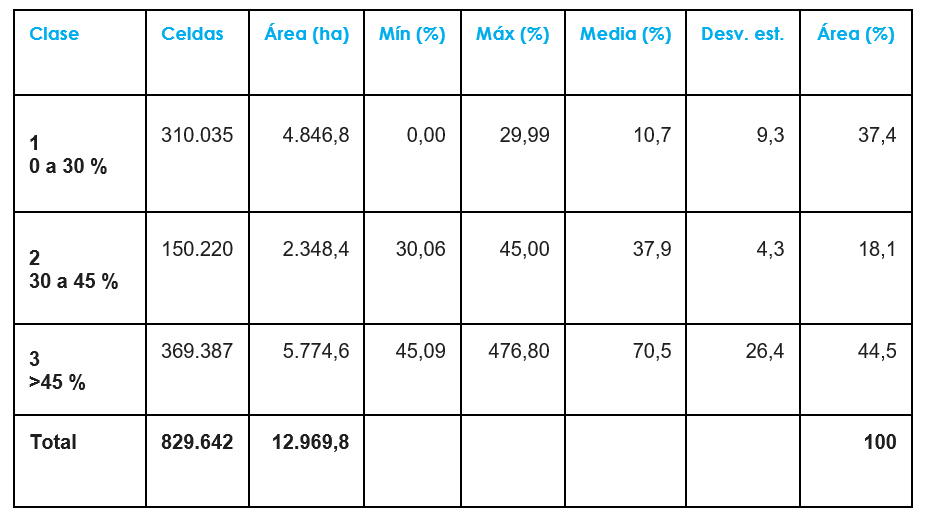 Clase Celdas Área (ha) Mín (%) Máx (%) Media (%) Desv. est. Área (%)
1 310.035 4.846,8 0,00 29,99 10,7 9,3 37,4
0 a 30 %
2 150.220 2.348,4 30,06 45,00 37,9 4,3 18,1
30 a 45 %
3 369.387 5.774,6 45,09 476,80 70,5 26,4 44,5
>45 %
Total 829.642 12.969,8 100